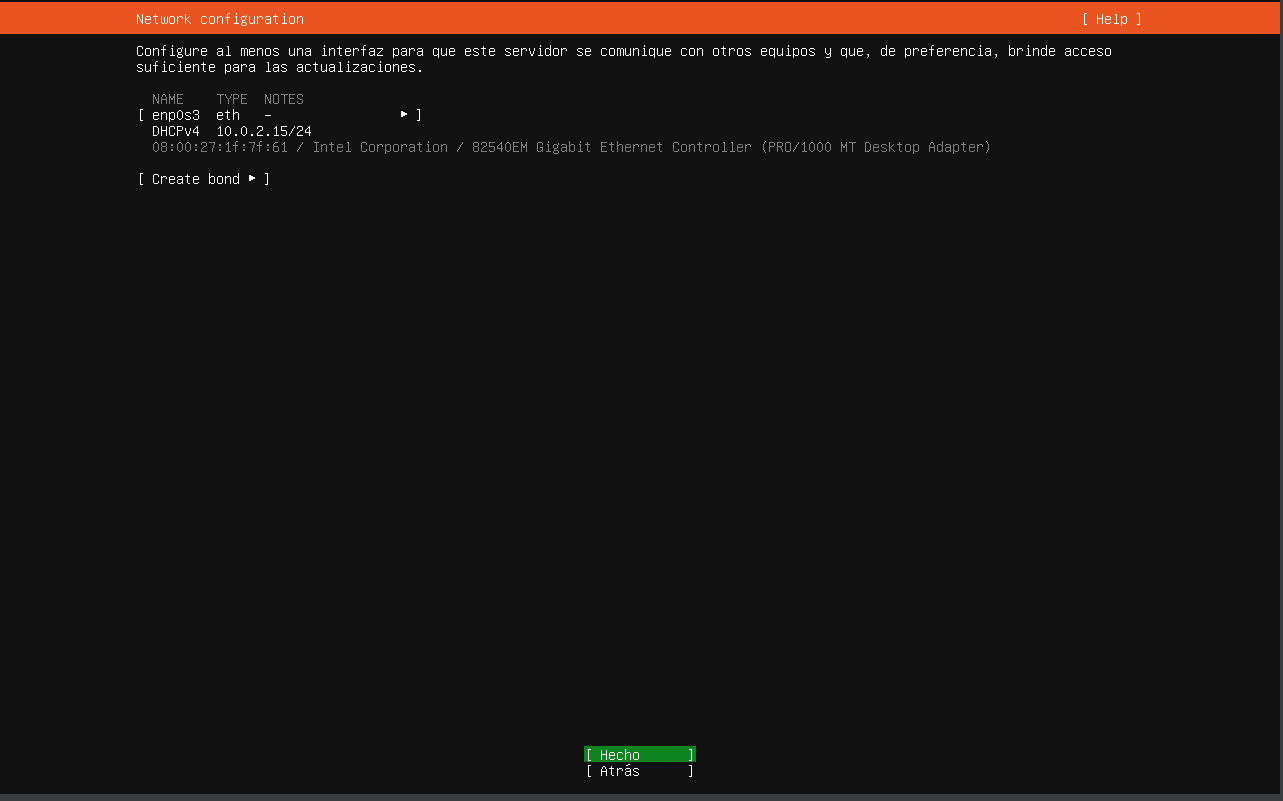 Network configuration [ Help ]
Configure al menos una interfaz para que este servidor se comunique con otros equipos y que, de preferencia, brinde acceso
suficiente para las actualizaciones.
NAME TYPE NOTES
[ enp0s3 eth - ▸ ]
DHCPv4 10.0.2.15/24
08:00:27:1f:7f:61 / Intel Corporation / 82540EM Gigabit Ethernet Controller (PRO/1000 MT Desktop Adapter)
[ Create bond ▸ ]
[ Hecho ]
[ Atrás ]